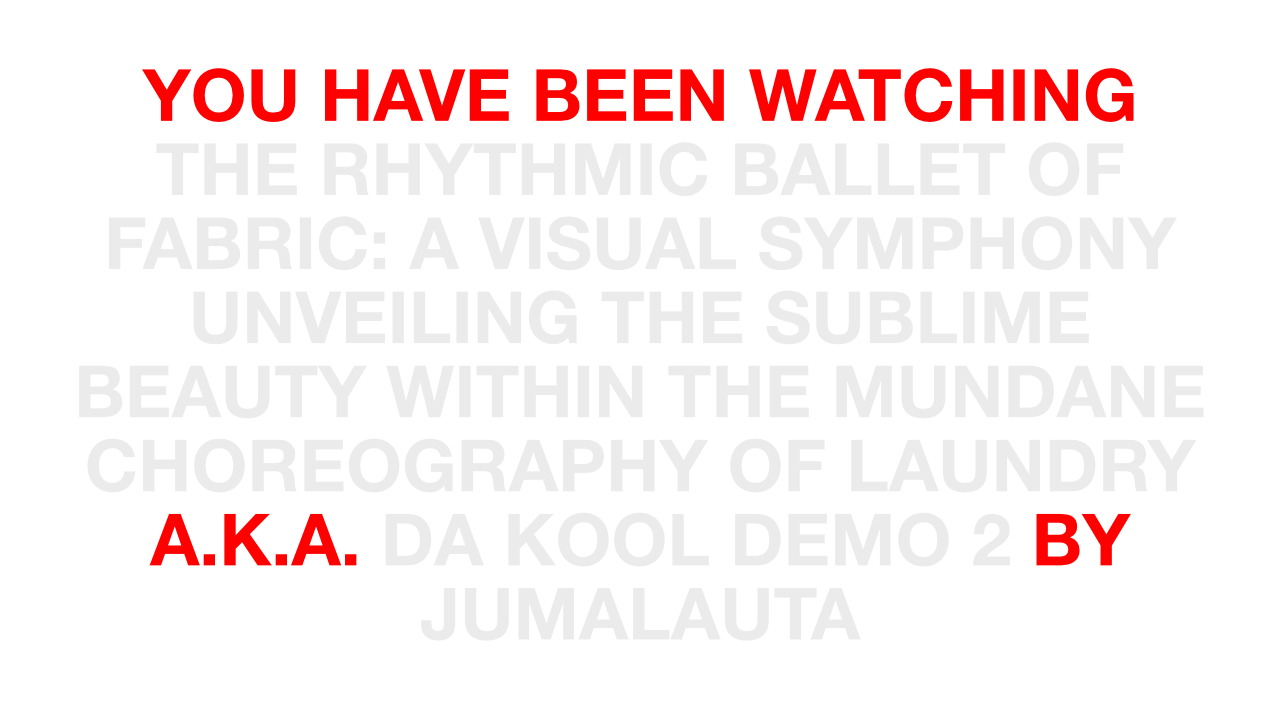 YOU HAVE BEEN WATCHING
THE RHYTHMIC BALLET OF
FABRIC: A VISUAL SYMPHONY
UNVEILING THE SUBLIME
BEAUTY WITHIN THE MUNDANE
CHOREOGRAPHY OF LAUNDRY
A.K.A. DA KOOL DEMO 2 BY
JUMALAUTA